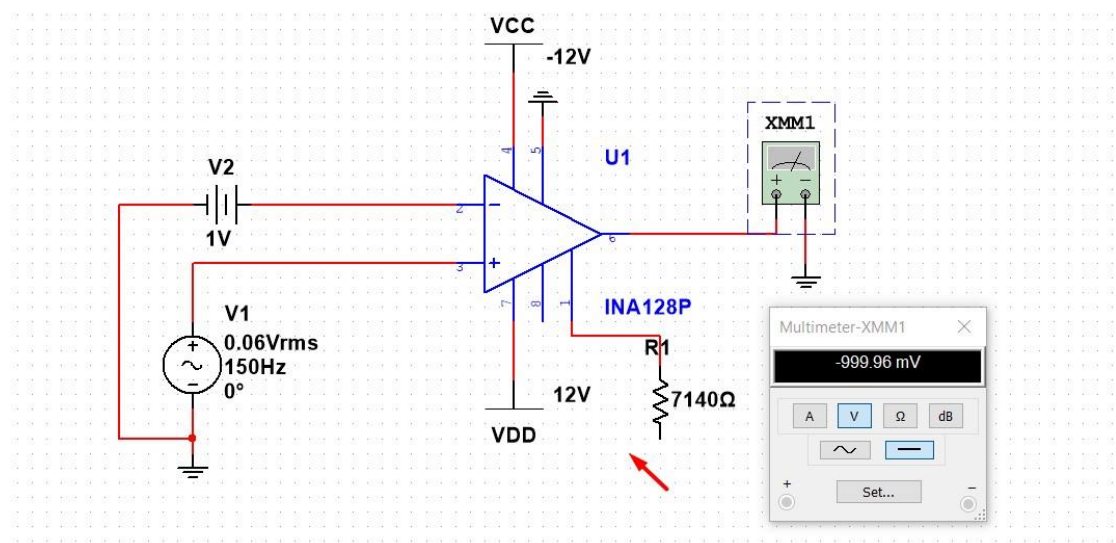 VCC
-12V
XMM1
4
5
U1
V2
+ −
2
−
6
1V
3
+
V1
INA128P
7
8
1
Multimeter-XMM1
+
0.06Vrms
R1
150Hz
-999.96 mV
−
0°
12V
7140Ω
A V Ω dB
VDD
+
Set...
−